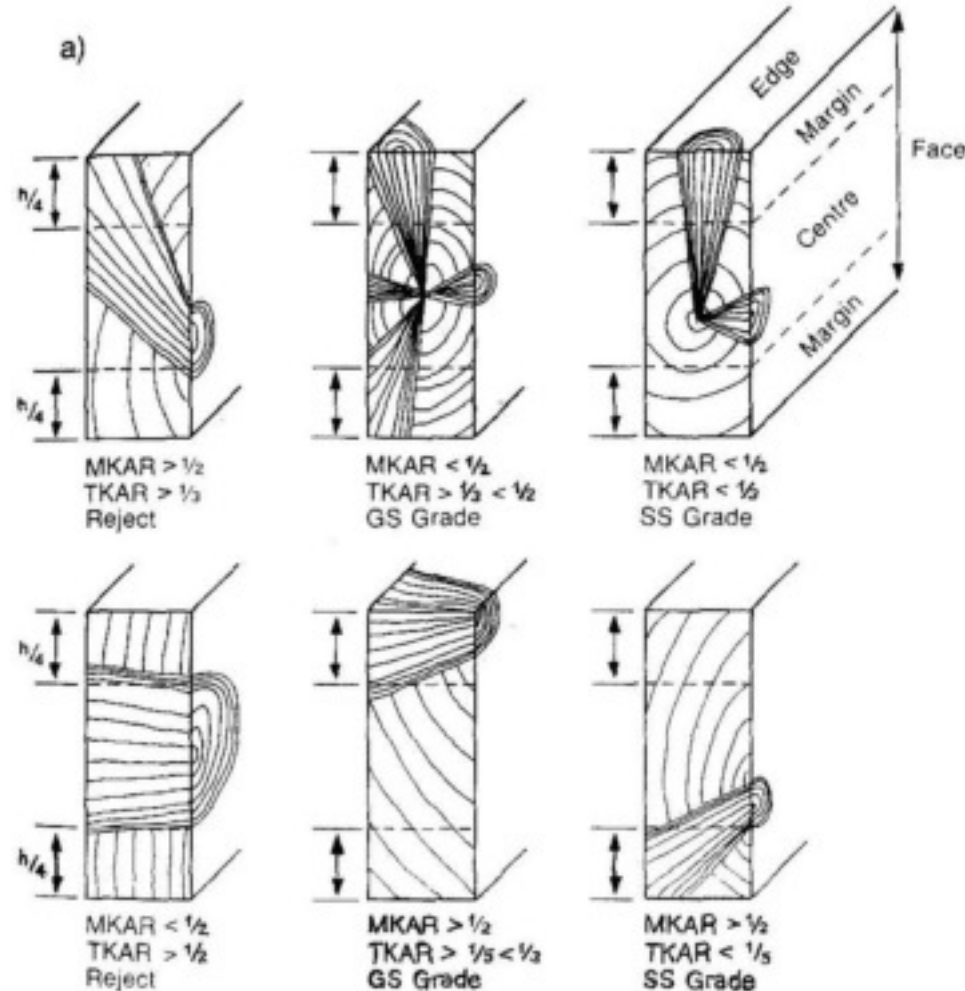 a)
Edge
Margin
Face
Centre
Margin
h/4
h/4
MKAR > 1/2
TKAR > 1/3
Reject
MKAR < 1/2
TKAR > 1/3 < 1/2
GS Grade
MKAR < 1/2
TKAR < 1/3
SS Grade
h/4
h/4
MKAR < 1/2
TKAR > 1/2
Reject
MKAR > 1/2
TKAR > 1/5 < 1/3
GS Grade
MKAR > 1/2
TKAR < 1/5
SS Grade